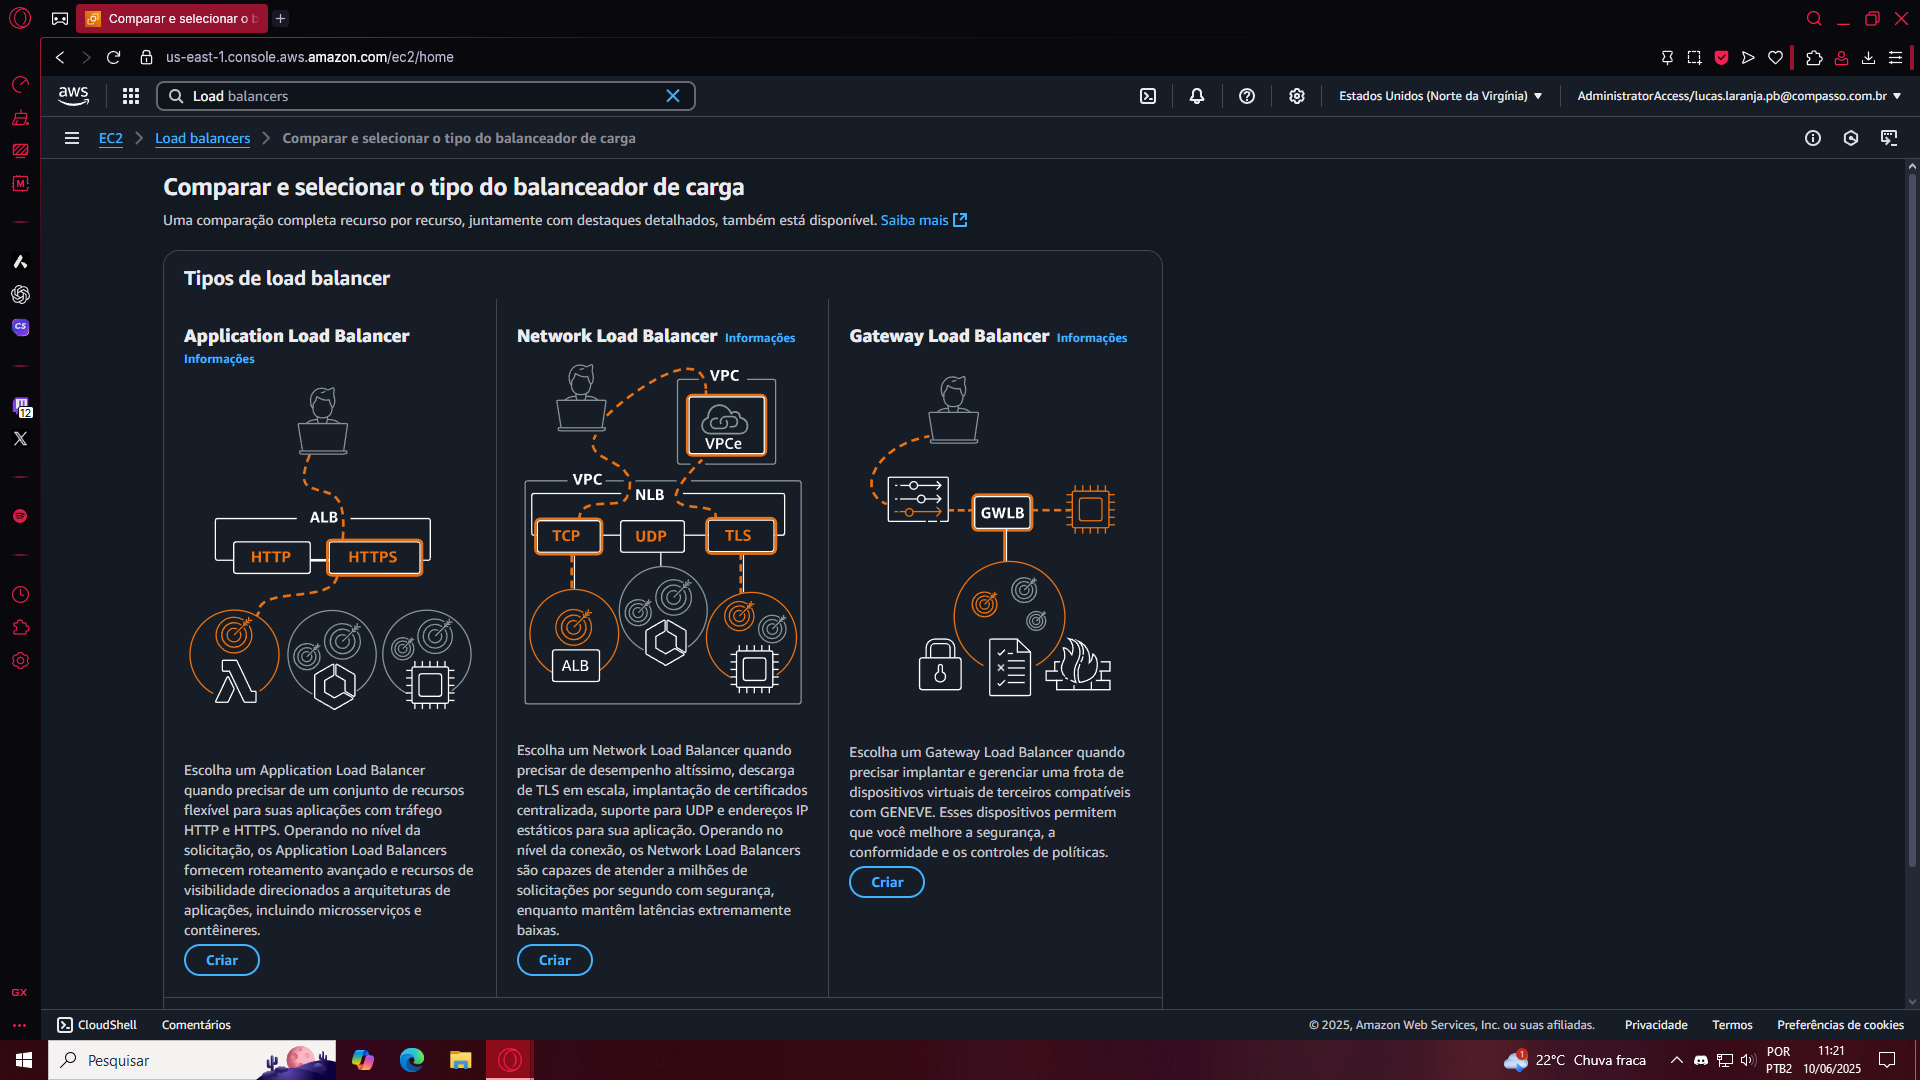 Comparar e selecionar o b
us-east-1.console.aws.amazon.com/ec2/home
aws
Load balancers
Estados Unidos (Norte da Virgínia)
AdministratorAccess/lucas.laranja.pb@compasso.com.br
EC2
Load balancers
Comparar e selecionar o tipo do balanceador de carga
Comparar e selecionar o tipo do balanceador de carga
Uma comparação completa recurso por recurso, juntamente com destaques detalhados, também está disponível. Saiba mais
Tipos de load balancer
Application Load Balancer
Informações
ALB
HTTP
HTTPS
Escolha um Application Load Balancer
quando precisar de um conjunto de recursos
flexível para suas aplicações com tráfego
HTTP e HTTPS. Operando no nível da
solicitação, os Application Load Balancers
fornecem roteamento avançado e recursos de
visibilidade direcionados a arquiteturas de
aplicações, incluindo microsserviços e
contêineres.
Criar
Network Load Balancer Informações
VPC
VPCe
VPC
NLB
TCP
UDP
TLS
ALB
Escolha um Network Load Balancer quando
precisar de desempenho altíssimo, descarga
de TLS em escala, implantação de certificados
centralizada, suporte para UDP e endereços IP
estáticos para sua aplicação. Operando no
nível da conexão, os Network Load Balancers
são capazes de atender a milhões de
solicitações por segundo com segurança,
enquanto mantêm latências extremamente
baixas.
Criar
Gateway Load Balancer Informações
GWLB
Escolha um Gateway Load Balancer quando
precisar implantar e gerenciar uma frota de
dispositivos virtuais de terceiros compatíveis
com GENEVE. Esses dispositivos permitem
que você melhore a segurança, a
conformidade e os controles de políticas.
Criar
M
CS
12
GX
CloudShell
Comentários
© 2025, Amazon Web Services, Inc. ou suas afiliadas.
Privacidade
Termos
Preferências de cookies
Pesquisar
1
22°C Chuva fraca
POR
PTB2
11:21
10/06/2025